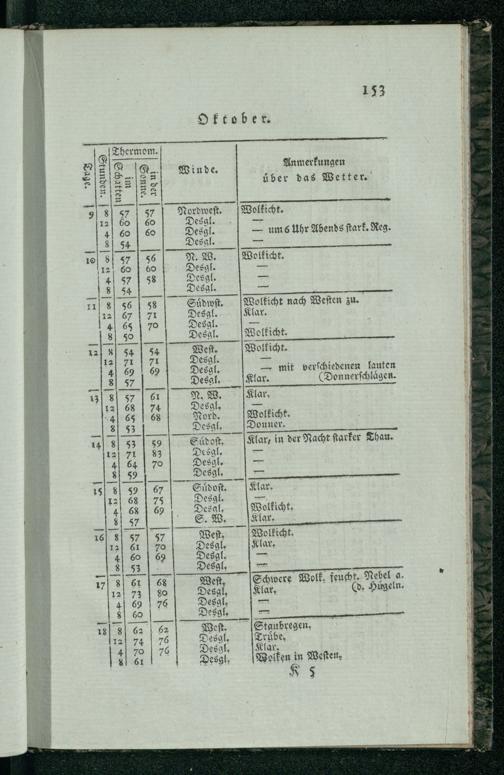 153
Oktober.
Tage. Stunden. Thermom. im Schatten in der Sonne. Winde. Anmerkungen über das Wetter.
9 8 57 57 Nordwest. Wolkicht.
12 60 60 Desgl. —
4 60 60 Desgl. — um 6 Uhr Abends stark. Reg.
8 54 Desgl. —
10 8 57 56 N. W. Wolkicht.
12 60 60 Desgl. —
4 57 58 Desgl. —
8 54 Desgl. —
11 8 56 58 Südwst. Wolkicht nach Westen zu.
12 67 71 Desgl. Klar.
4 65 70 Desgl. —
8 50 Desgl. Wolkicht.
12 8 54 54 West. Wolkicht.
12 71 71 Desgl. —
4 69 69 Desgl. — mit verschiedenen lauten
8 57 Desgl. Klar. (Donnerschlägen.
13 8 57 61 N. W. Klar.
12 68 74 Desgl. —
4 65 68 Nord. Wolkicht.
8 53 Desgl. Donner.
14 8 53 59 Südost. Klar, in der Nacht starker Thau.
12 71 83 Desgl. —
4 64 70 Desgl. —
8 59 Desgl. —
15 8 59 67 Südost. Klar.
12 68 75 Desgl. —
4 68 69 Desgl. Wolkicht.
8 57 S. W. Klar.
16 8 57 57 West. Wolkicht.
12 61 70 Desgl. Klar.
4 60 69 Desgl. —
8 53 Desgl. —
17 8 61 68 West. Schwere Wolk. feucht. Nebel a.
12 73 80 Desgl. Klar. (d. Hügeln.
4 69 76 Desgl. —
8 60 Desgl. —
18 8 62 62 West. Staubregen.
12 74 76 Desgl. Trübe.
4 70 76 Desgl. Klar.
8 61 Desgl. Wolken in Westen.
K 5